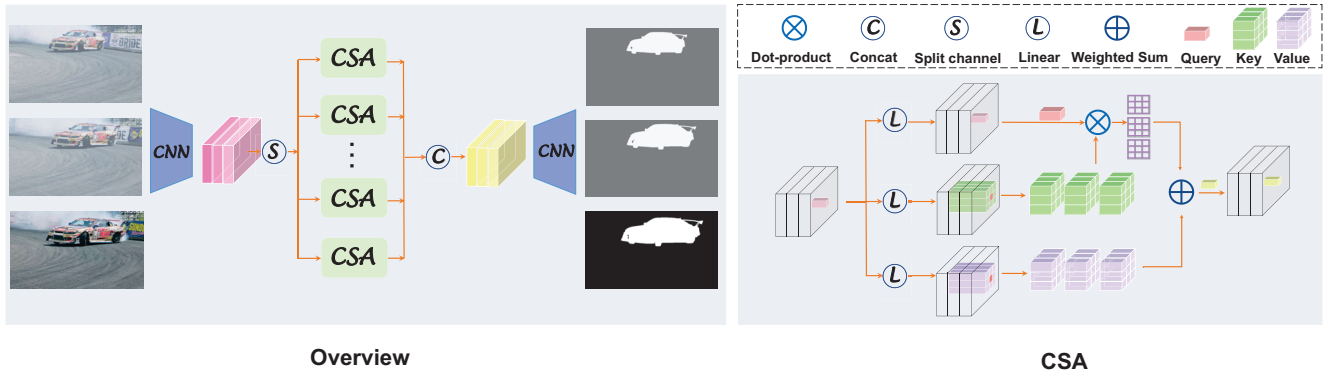 CNN
S
CSA
CSA
⋮
CSA
CSA
C
CNN
BRIDE
Overview
C
S
L
Dot-product
Concat
Split channel
Linear
Weighted Sum
Query
Key
Value
L
L
L
CSA